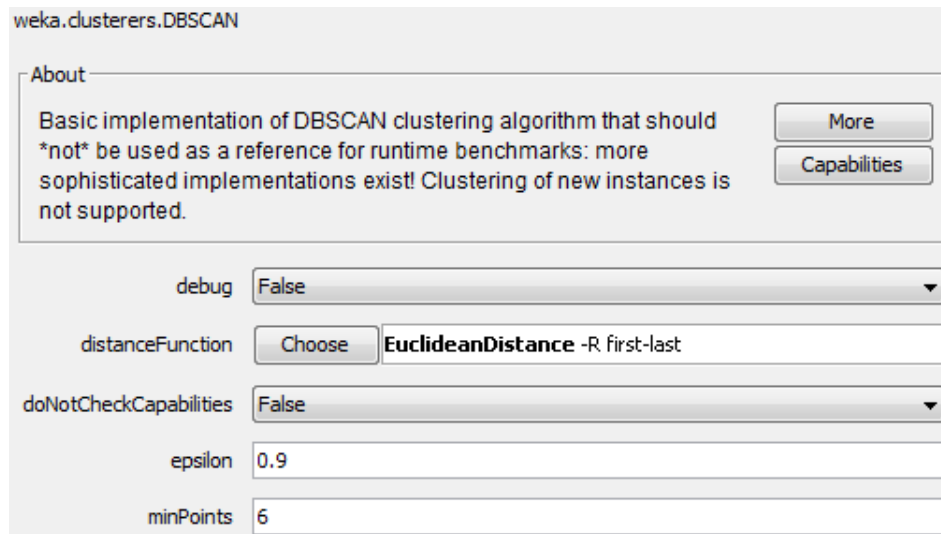 weka.clusterers.DBSCAN
About
Basic implementation of DBSCAN clustering algorithm that should
*not* be used as a reference for runtime benchmarks: more
sophisticated implementations exist! Clustering of new instances is
not supported.
More
Capabilities
debug False
distanceFunction Choose EuclideanDistance -R first-last
doNotCheckCapabilities False
epsilon 0.9
minPoints 6